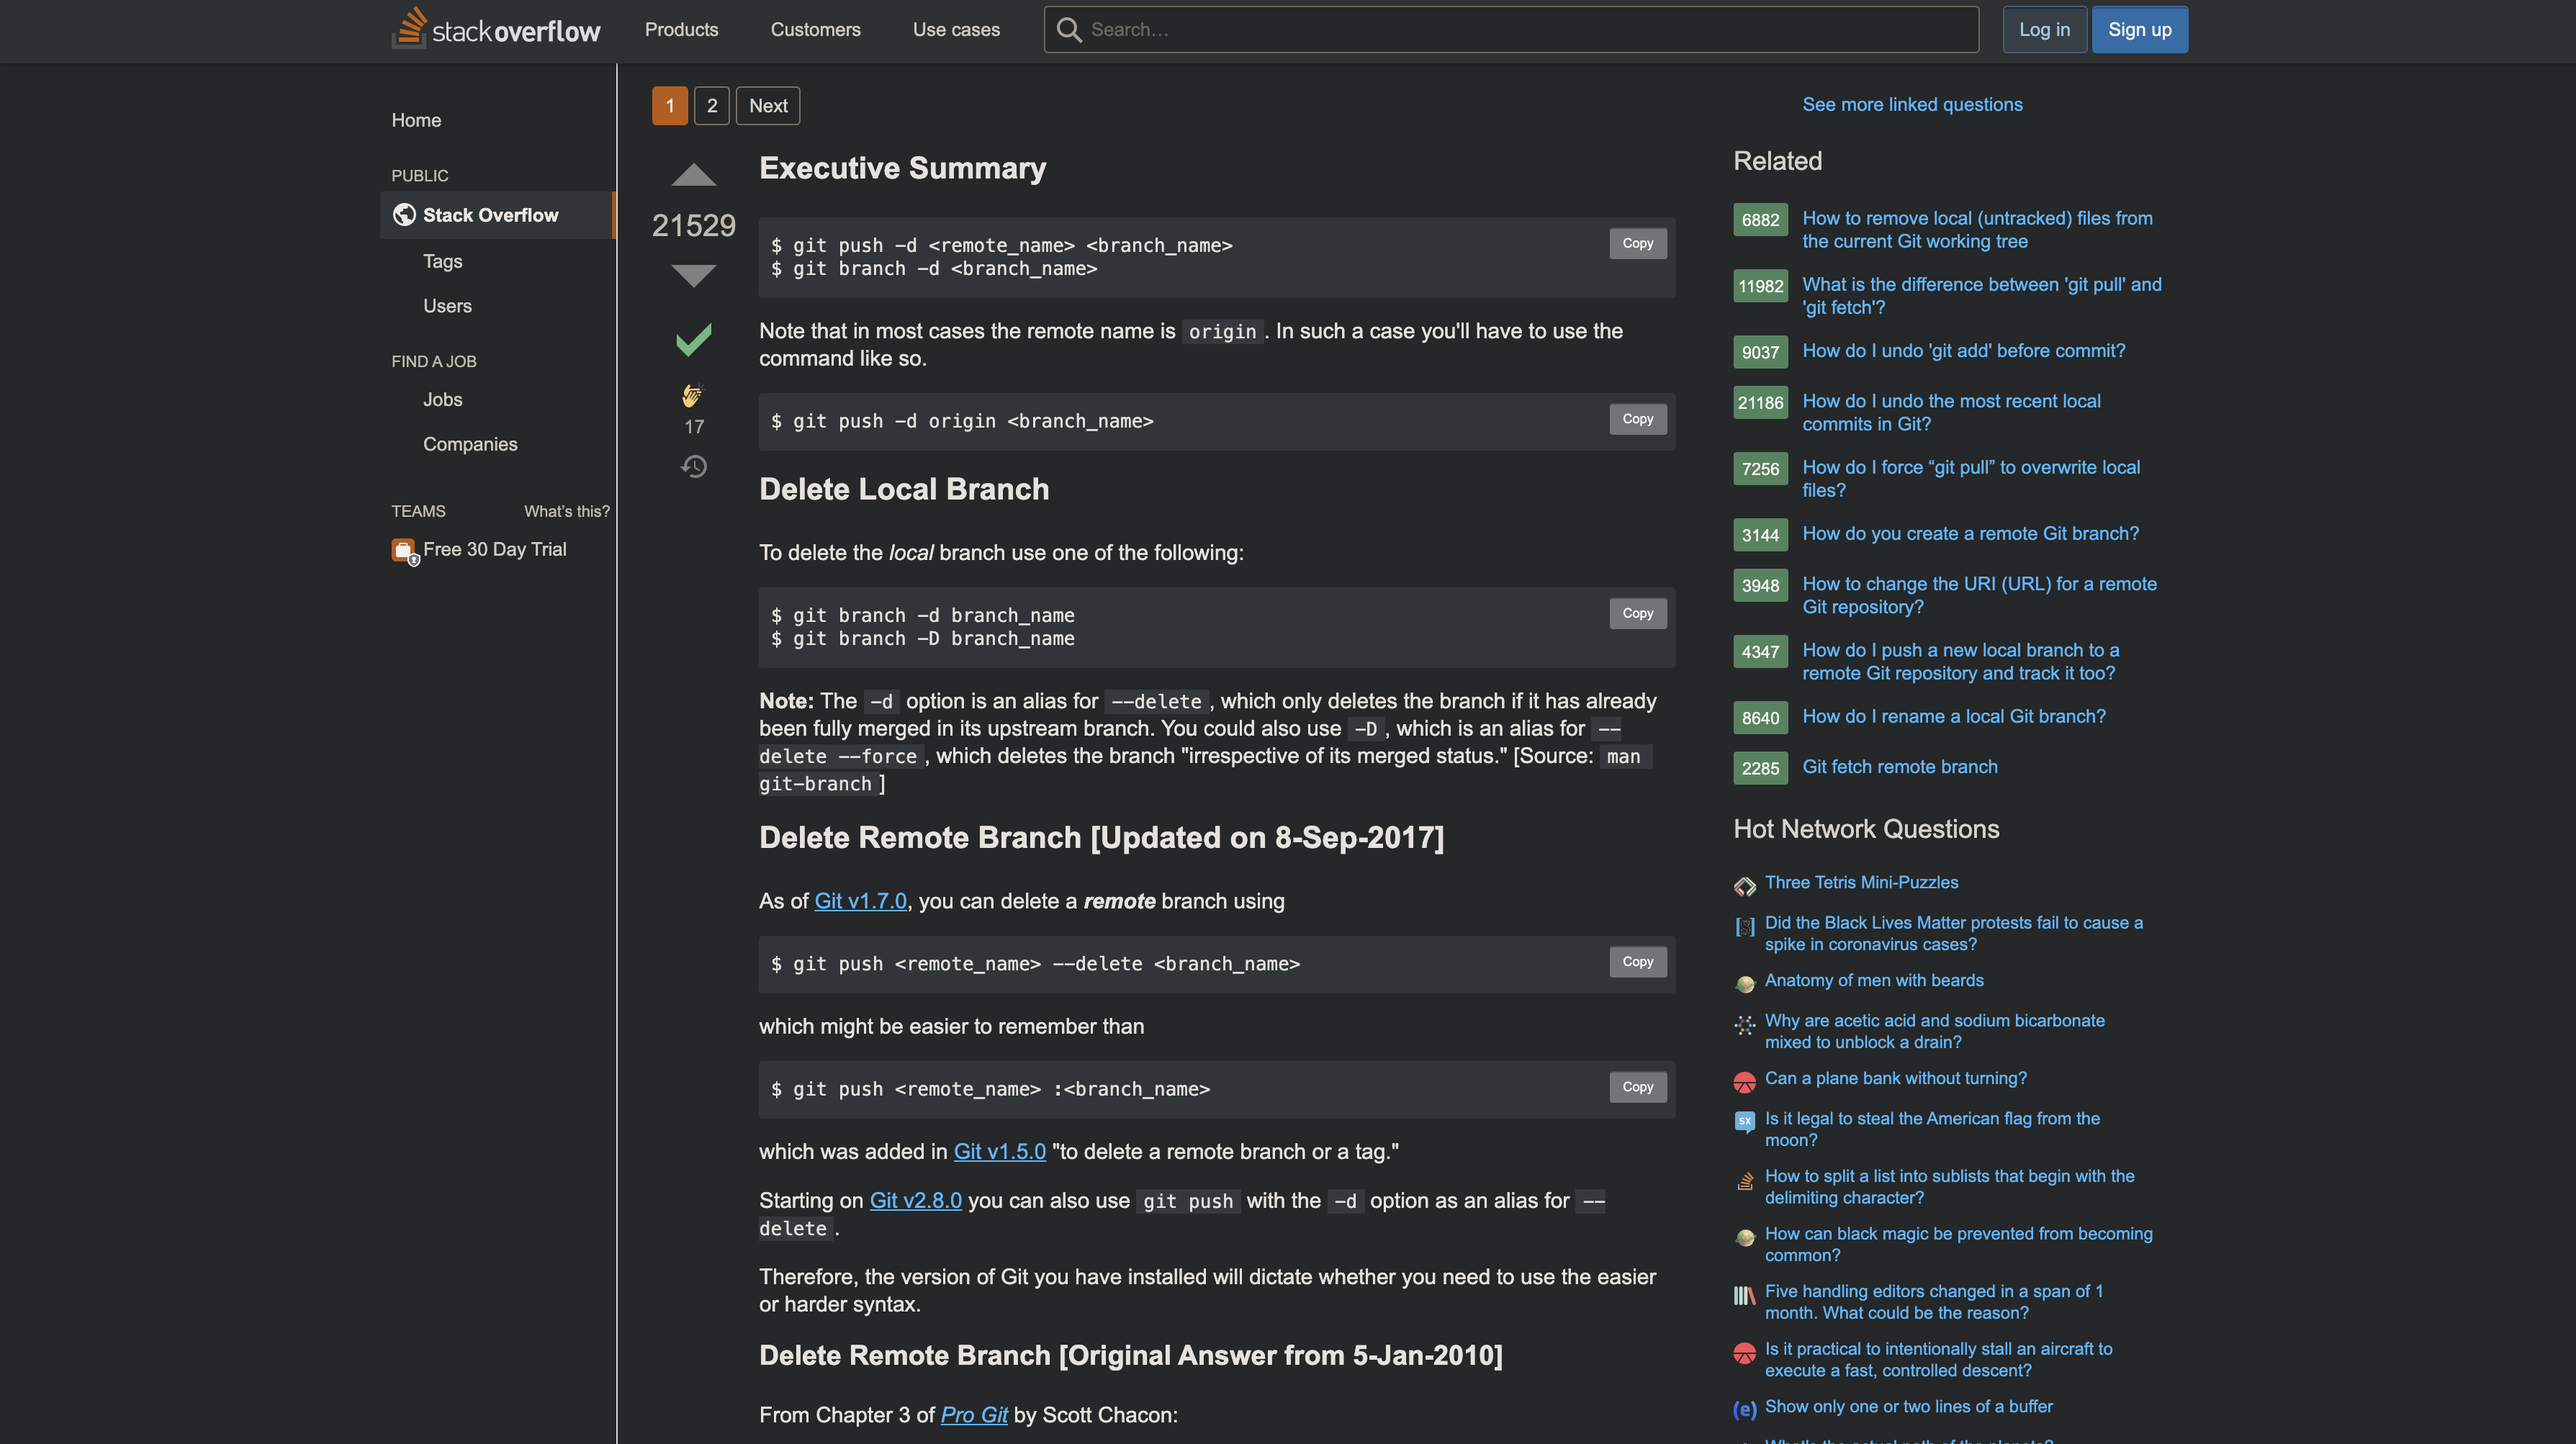 stackoverflow
Products
Customers
Use cases
Search…
Log in
Sign up
Home
PUBLIC
Stack Overflow
Tags
Users
FIND A JOB
Jobs
Companies
TEAMS
What's this?
Free 30 Day Trial
1
2
Next
21529
17
Executive Summary
$ git push -d <remote_name> <branch_name>
$ git branch -d <branch_name>
Copy
Note that in most cases the remote name is origin. In such a case you'll have to use the
command like so.
$ git push -d origin <branch_name>
Copy
Delete Local Branch
To delete the local branch use one of the following:
$ git branch -d branch_name
$ git branch -D branch_name
Copy
Note: The -d option is an alias for --delete, which only deletes the branch if it has already
been fully merged in its upstream branch. You could also use -D, which is an alias for --
delete --force, which deletes the branch "irrespective of its merged status." [Source: man
git-branch]
Delete Remote Branch [Updated on 8-Sep-2017]
As of Git v1.7.0, you can delete a remote branch using
$ git push <remote_name> --delete <branch_name>
Copy
which might be easier to remember than
$ git push <remote_name> :<branch_name>
Copy
which was added in Git v1.5.0 "to delete a remote branch or a tag."
Starting on Git v2.8.0 you can also use git push with the -d option as an alias for --
delete.
Therefore, the version of Git you have installed will dictate whether you need to use the easier
or harder syntax.
Delete Remote Branch [Original Answer from 5-Jan-2010]
From Chapter 3 of Pro Git by Scott Chacon:
See more linked questions
Related
6882 How to remove local (untracked) files from
the current Git working tree
11982 What is the difference between 'git pull' and
'git fetch'?
9037 How do I undo 'git add' before commit?
21186 How do I undo the most recent local
commits in Git?
7256 How do I force “git pull” to overwrite local
files?
3144 How do you create a remote Git branch?
3948 How to change the URI (URL) for a remote
Git repository?
4347 How do I push a new local branch to a
remote Git repository and track it too?
8640 How do I rename a local Git branch?
2285 Git fetch remote branch
Hot Network Questions
Three Tetris Mini-Puzzles
Did the Black Lives Matter protests fail to cause a
spike in coronavirus cases?
Anatomy of men with beards
Why are acetic acid and sodium bicarbonate
mixed to unblock a drain?
Can a plane bank without turning?
Is it legal to steal the American flag from the
moon?
How to split a list into sublists that begin with the
delimiting character?
How can black magic be prevented from becoming
common?
Five handling editors changed in a span of 1
month. What could be the reason?
Is it practical to intentionally stall an aircraft to
execute a fast, controlled descent?
Show only one or two lines of a buffer